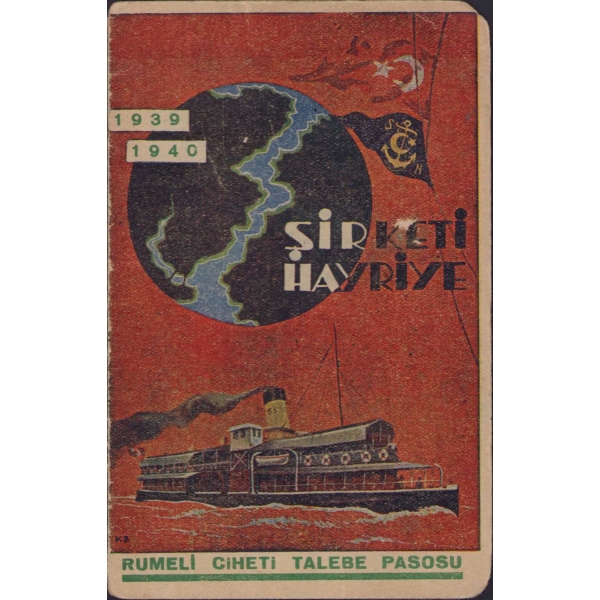 1939
1940
ŞİRKETİ
HAYRİYE
RUMELİ CİHETİ TALEBE PASOSU